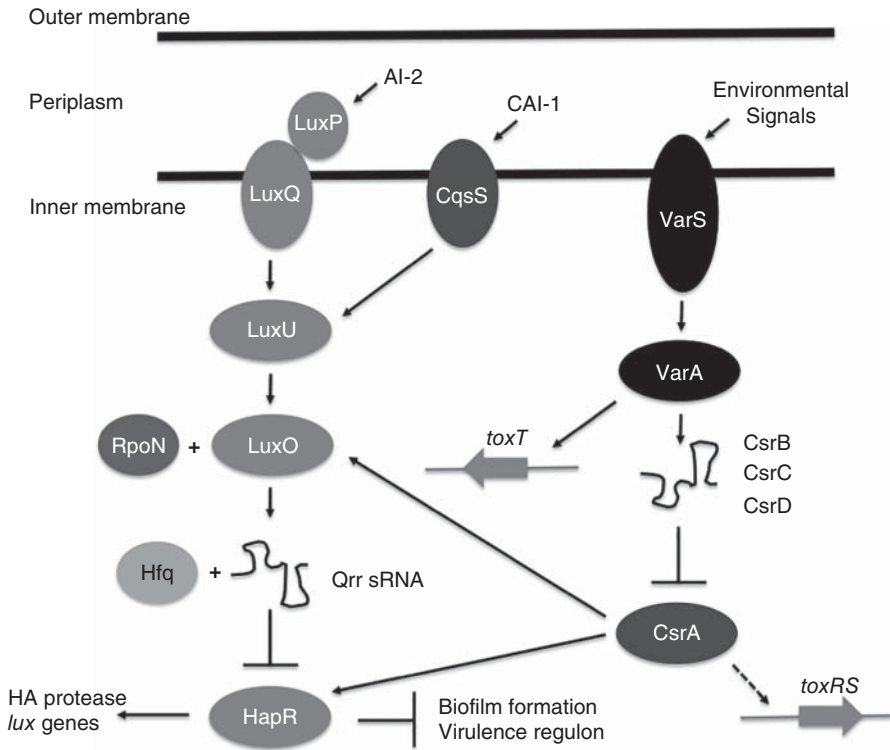 Outer membrane
AI-2
Periplasm
LuxP
CAI-1
Environmental
Signals
LuxQ
CqsS
VarS
Inner membrane
LuxU
VarA
RpoN + LuxO
toxT
CsrB
CsrC
CsrD
Hfq +
Qrr sRNA
CsrA
HA protease
lux genes
HapR
Biofilm formation
Virulence regulon
toxRS